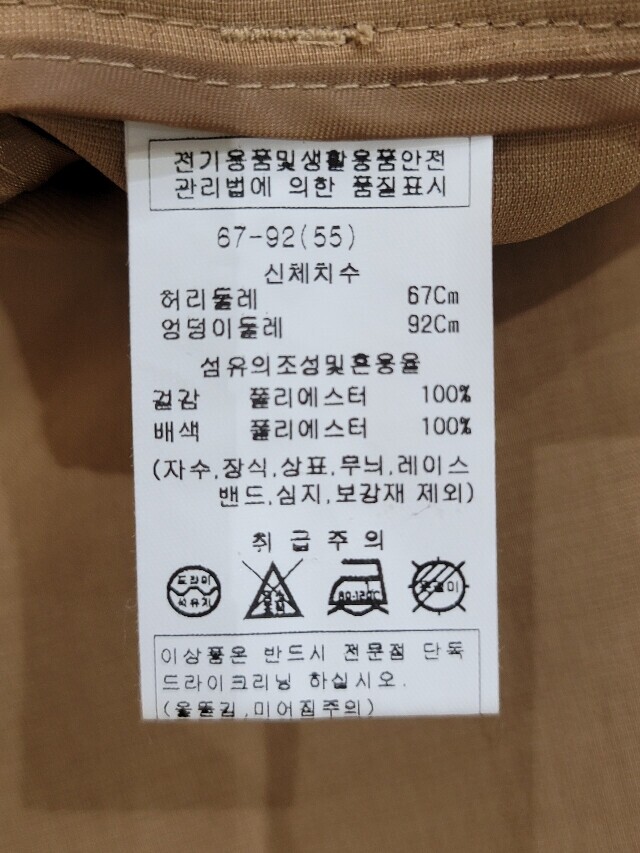 전기용품및생활용품안전
관리법에 의한 품질표시
67-92(55)
신체치수
허리둘레 67Cm
엉덩이둘레 92Cm
섬유의조성및혼용율
겉감 폴리에스터 100%
배색 폴리에스터 100%
(자수,장식,상표,무늬,레이스
밴드,심지,보강재 제외)
취 급 주 의
드라이
석유지
80-120℃
이상품은 반드시 전문점 단독
드라이크리닝 하십시오.
(올뜯김,미어짐주의)